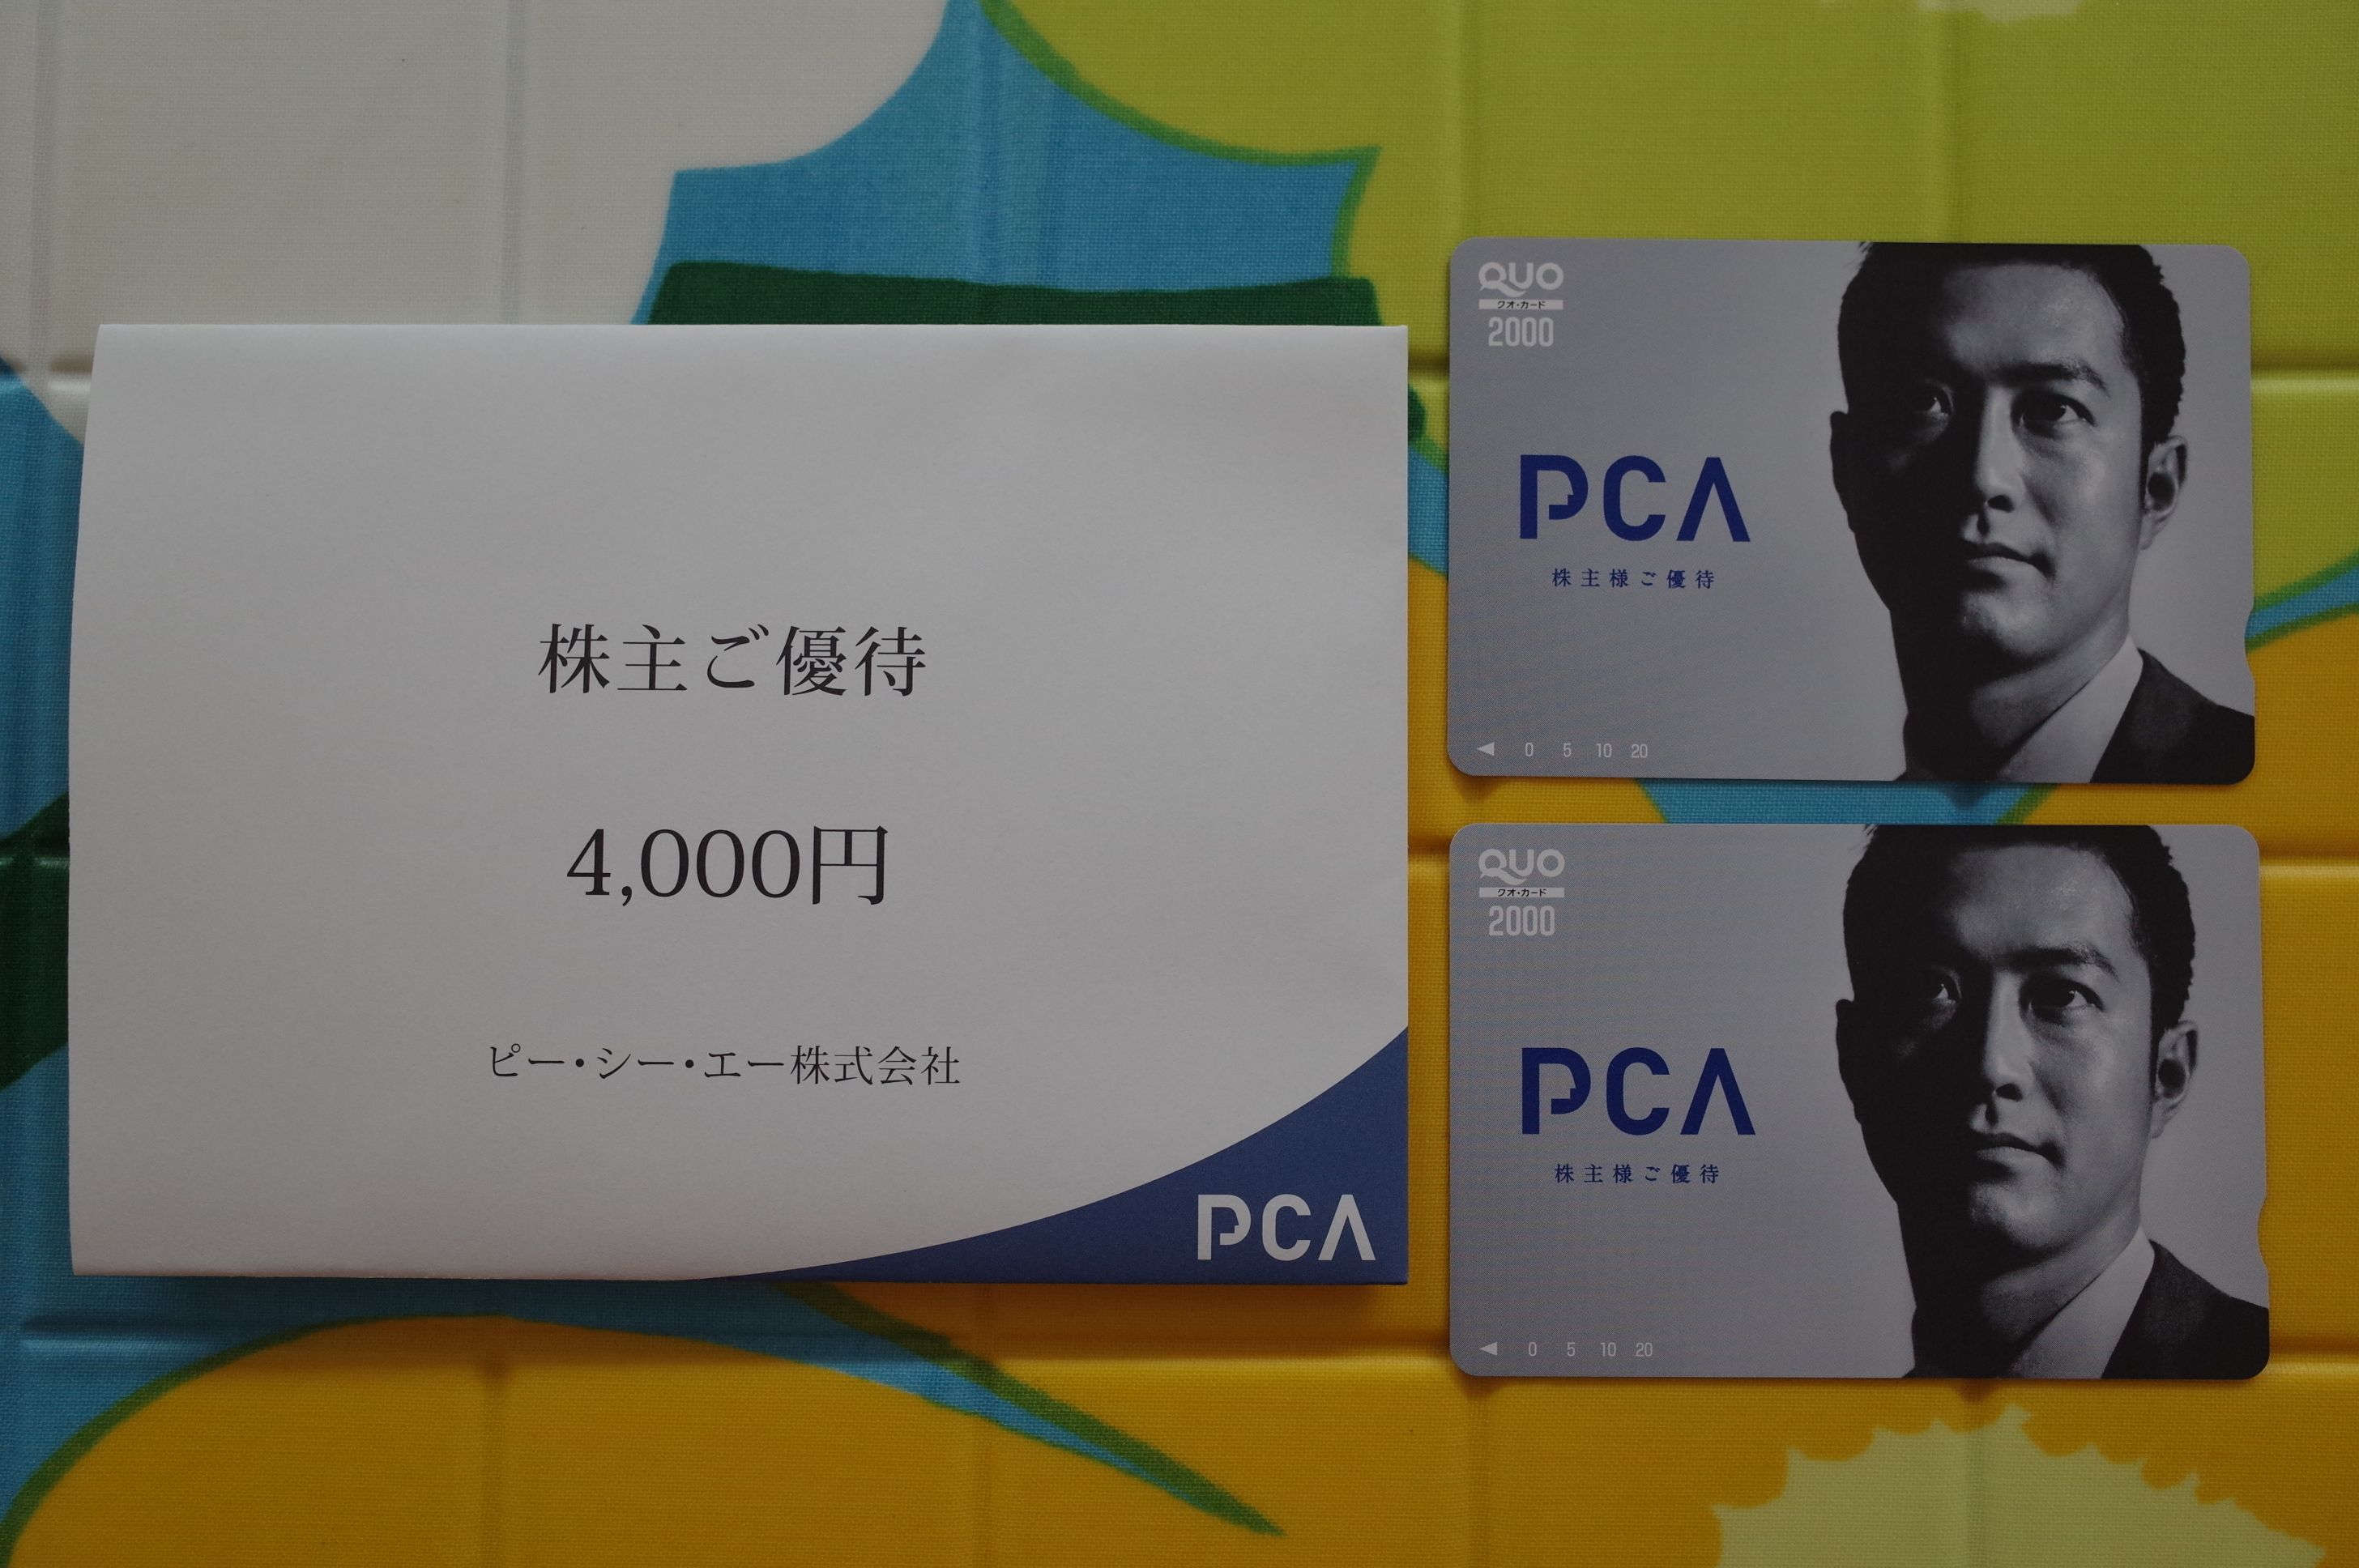 株主ご優待
4,000円
ピー・シー・エー株式会社
PCA
QUO
クオ・カード
2000
PCA
株主様ご優待
◀ 0 5 10 20
QUO
クオ・カード
2000
PCA
株主様ご優待
◀ 0 5 10 20